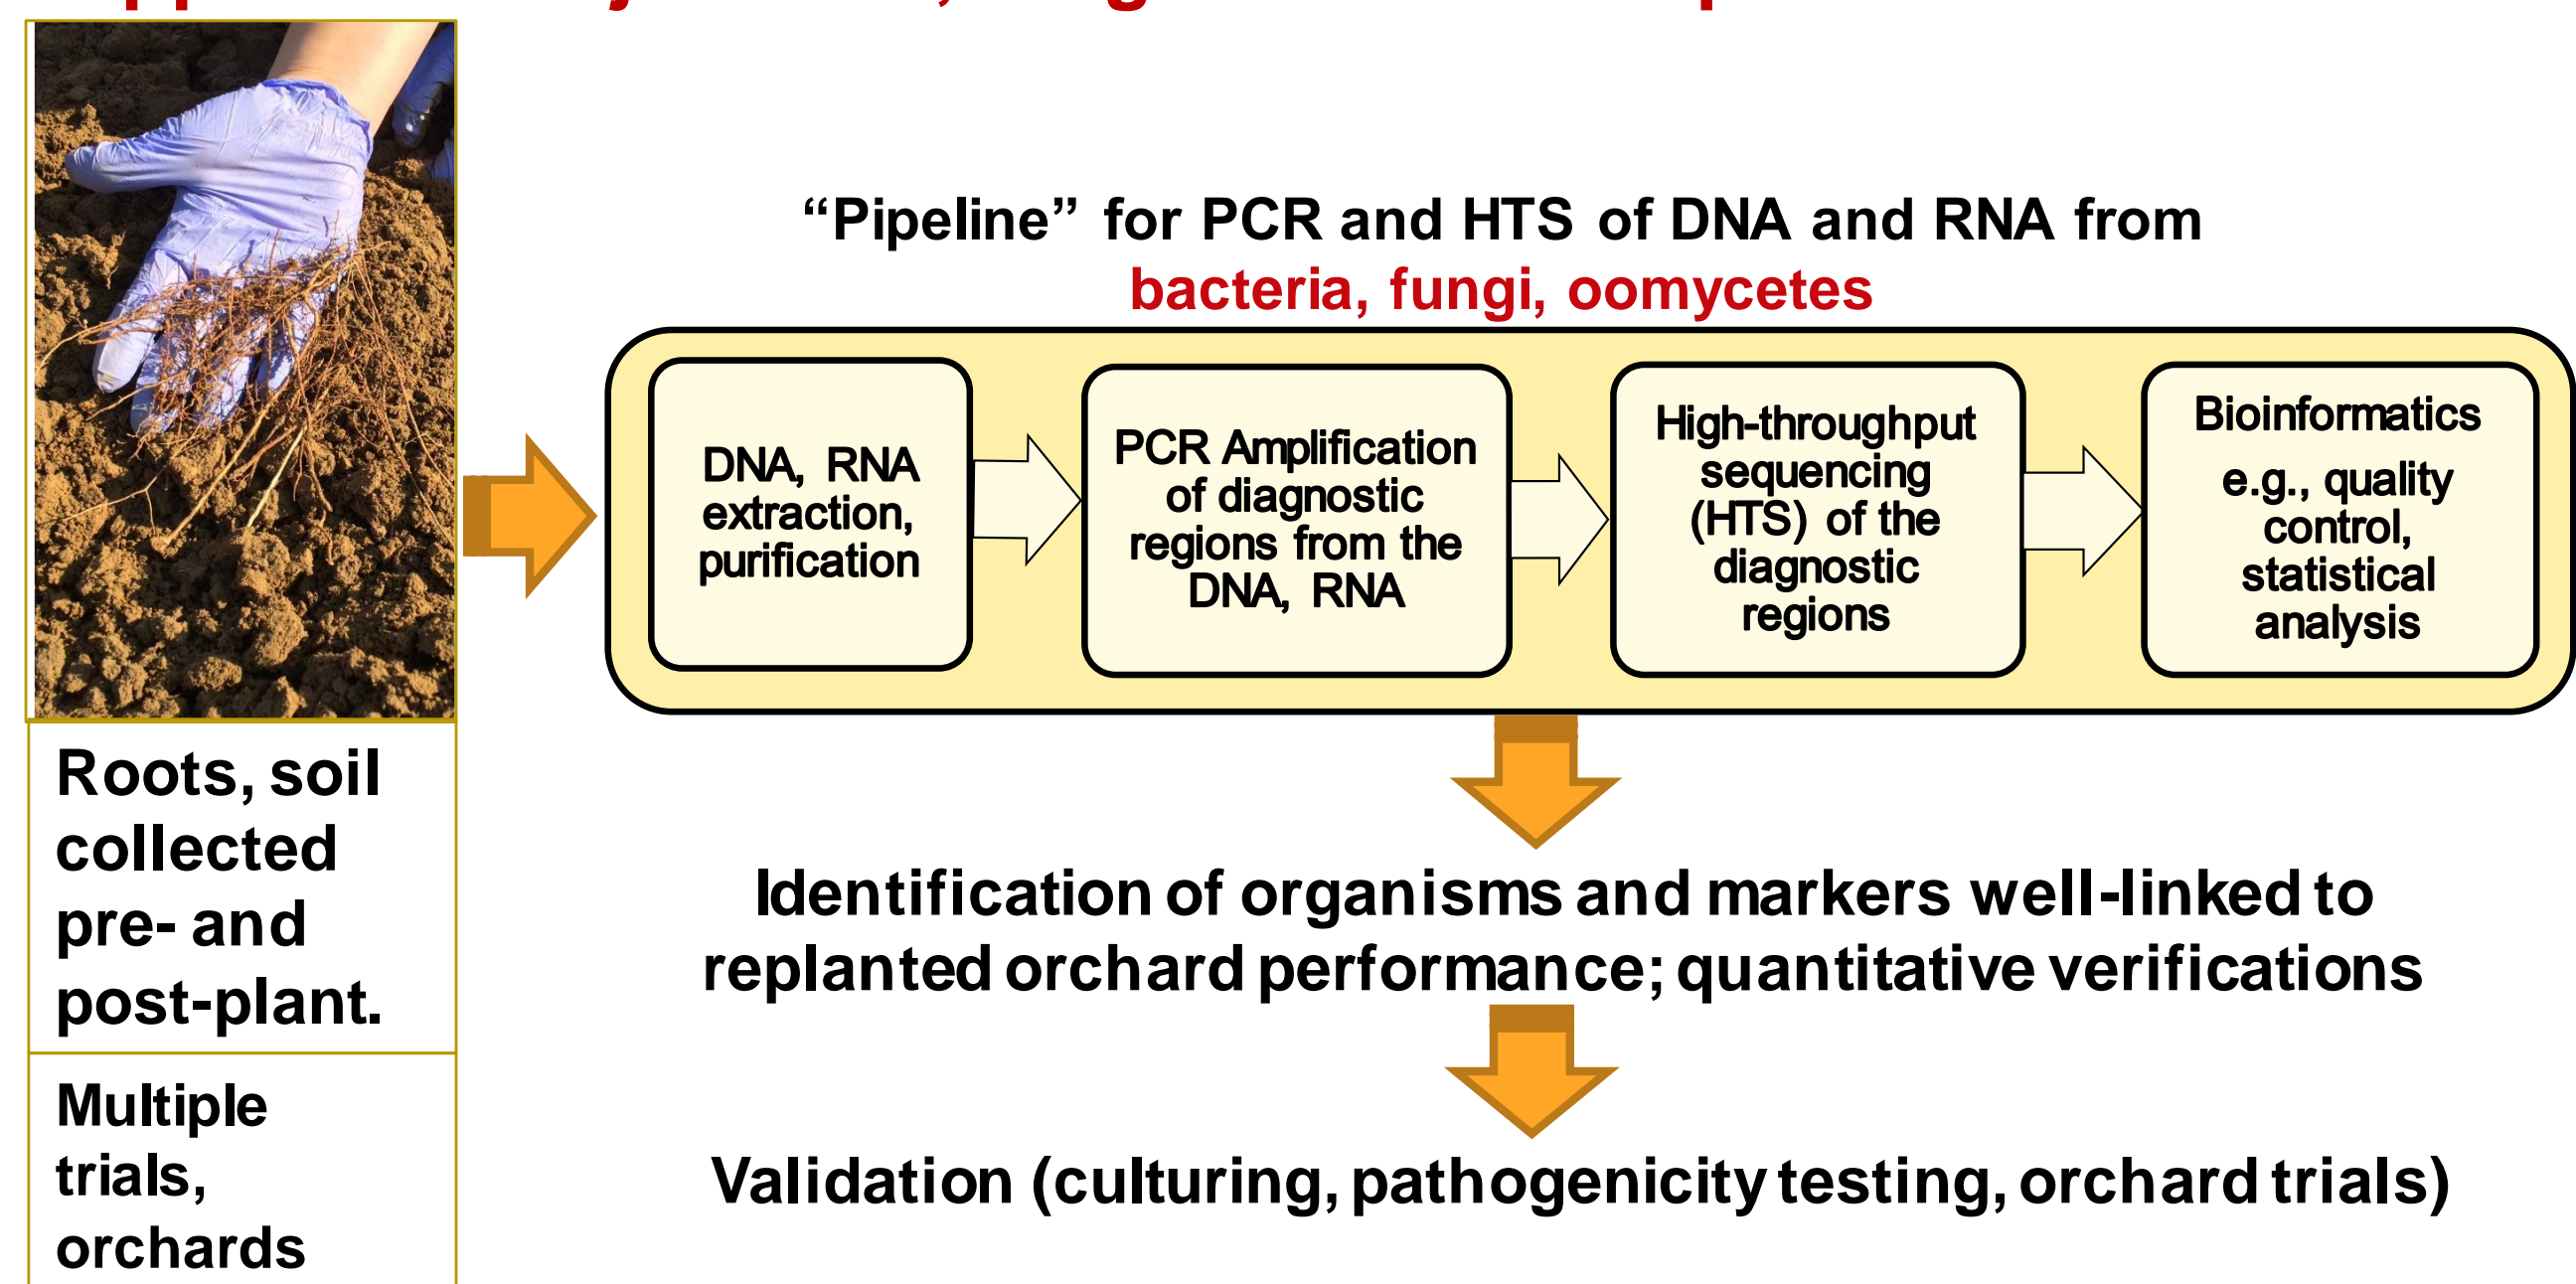 “Pipeline” for PCR and HTS of DNA and RNA from
bacteria, fungi, oomycetes
DNA, RNA
extraction,
purification
PCR Amplification
of diagnostic
regions from the
DNA, RNA
High-throughput
sequencing
(HTS) of the
diagnostic
regions
Bioinformatics
e.g., quality
control,
statistical
analysis
Roots, soil
collected
pre- and
post-plant.
Multiple
trials,
orchards
Identification of organisms and markers well-linked to
replanted orchard performance; quantitative verifications
Validation (culturing, pathogenicity testing, orchard trials)